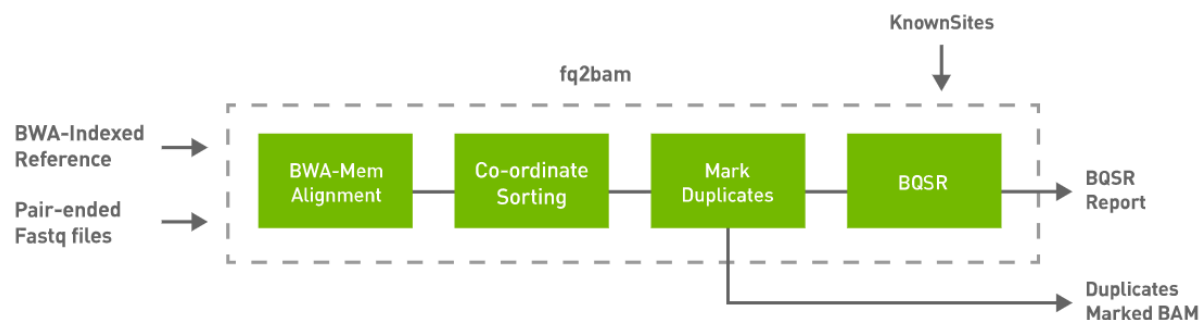 KnownSites
fq2bam
BWA-Indexed
Reference
Pair-ended
Fastq files
BWA-Mem
Alignment
Co-ordinate
Sorting
Mark
Duplicates
BQSR
BQSR
Report
Duplicates
Marked BAM